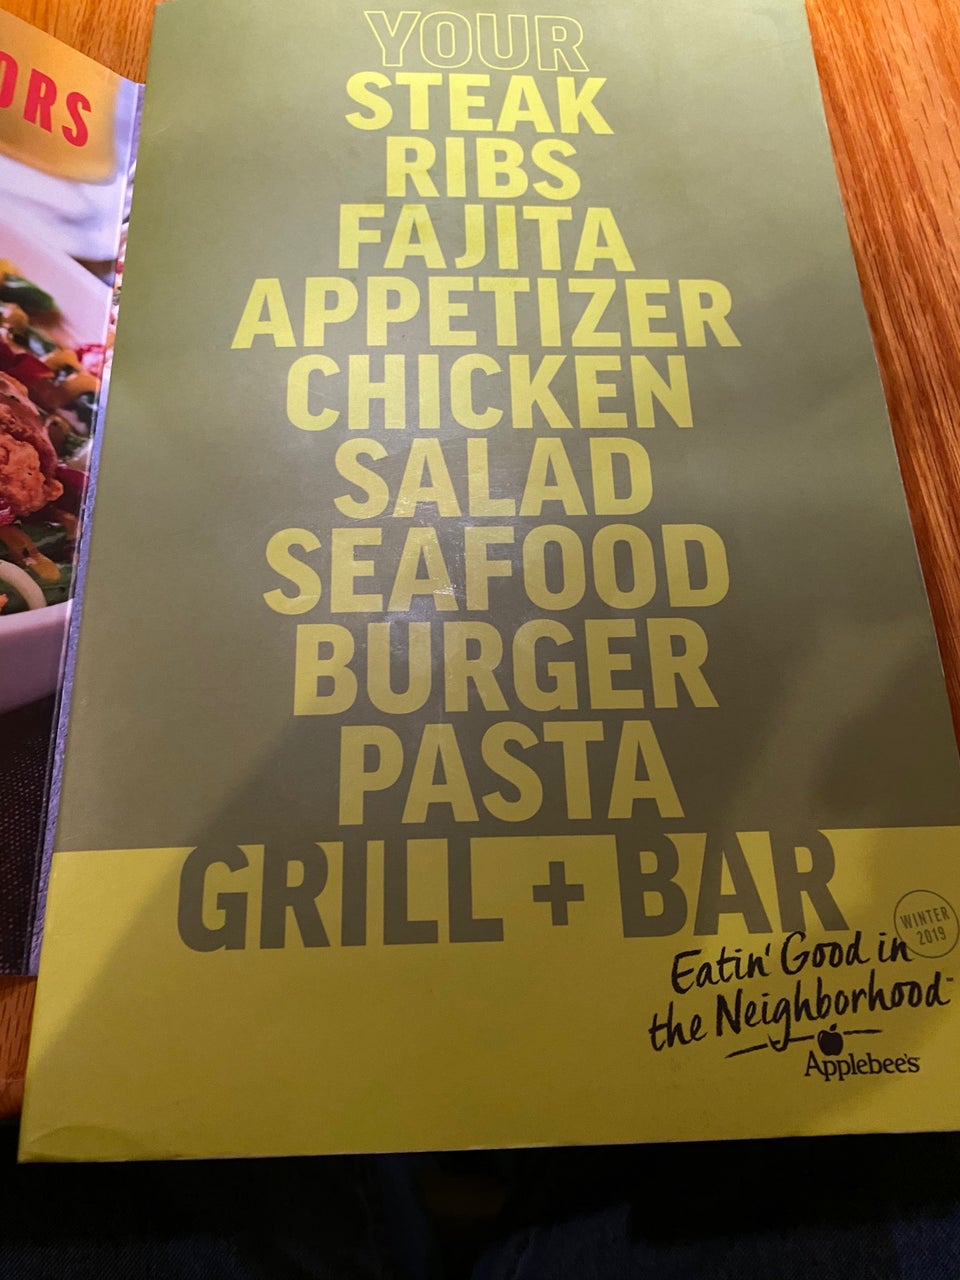 ORS
YOUR
STEAK
RIBS
FAJITA
APPETIZER
CHICKEN
SALAD
SEAFOOD
BURGER
PASTA
GRILL + BAR
WINTER
2019
Eatin' Good in
the Neighborhood™
Applebee's